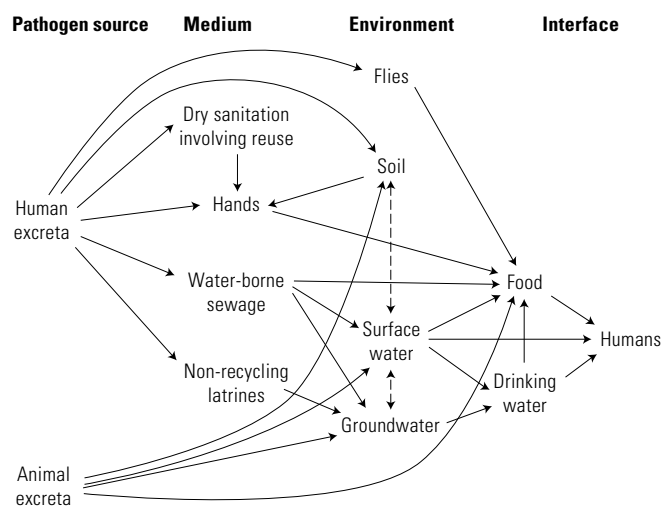 Pathogen source Medium Environment Interface
Flies
Dry sanitation
involving reuse
Soil
Human
excreta
Hands
Water-borne
sewage
Food
Surface
water
Humans
Non-recycling
latrines
Drinking
water
Groundwater
Animal
excreta